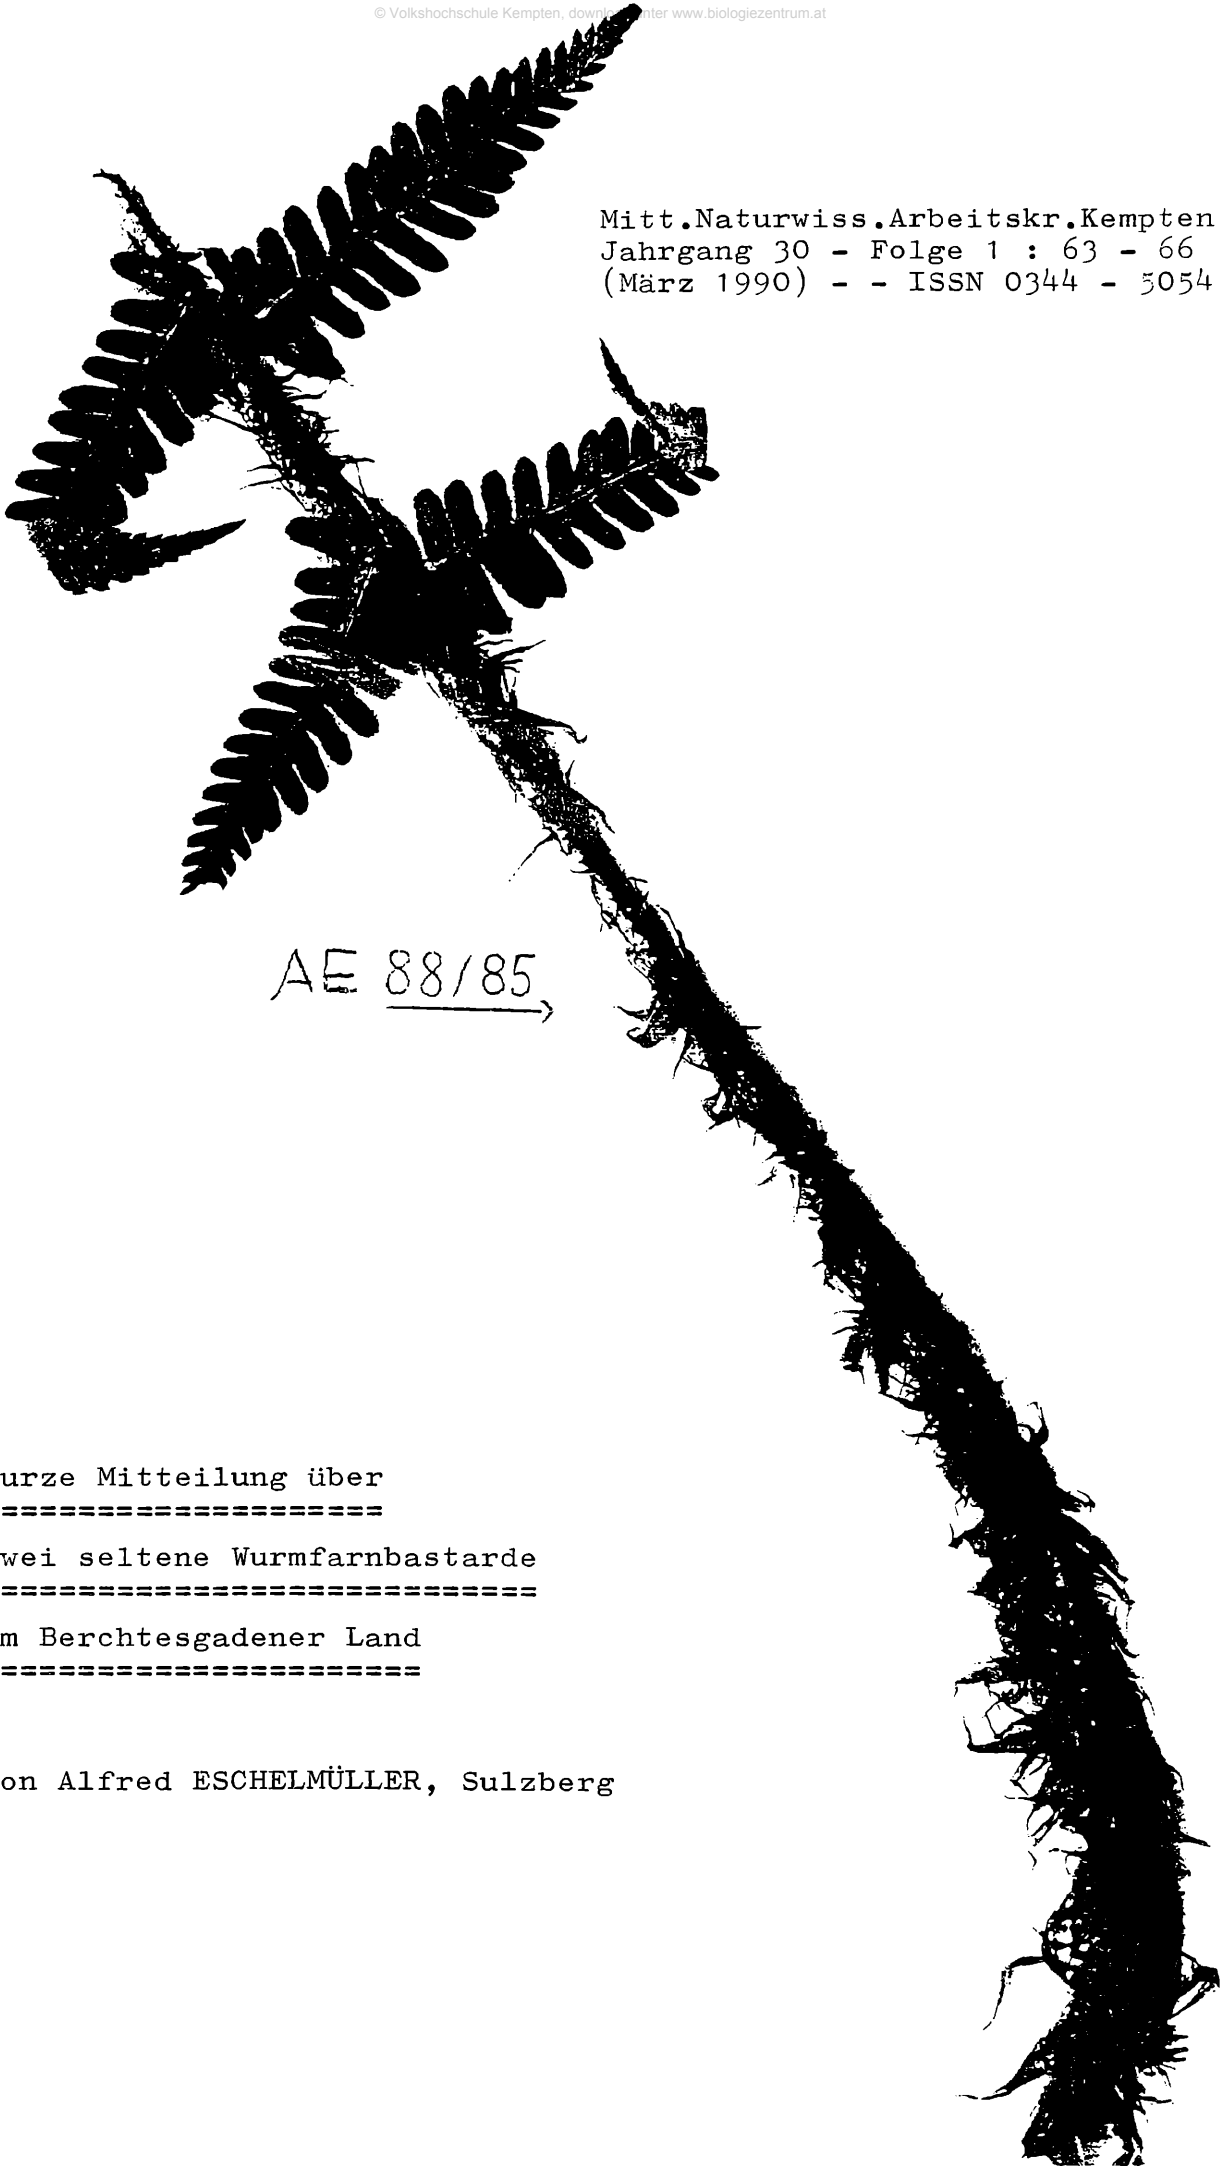 © Volkshochschule Kempten, download unter www.biologiezentrum.at
Mitt.Naturwiss.Arbeitskr.Kempten
Jahrgang 30 - Folge 1 : 63 - 66
(März 1990) - - ISSN 0344 - 5054
AE 88/85
urze Mitteilung über
wei seltene Wurmfarnbastarde
m Berchtesgadener Land
on Alfred ESCHELMÜLLER, Sulzberg